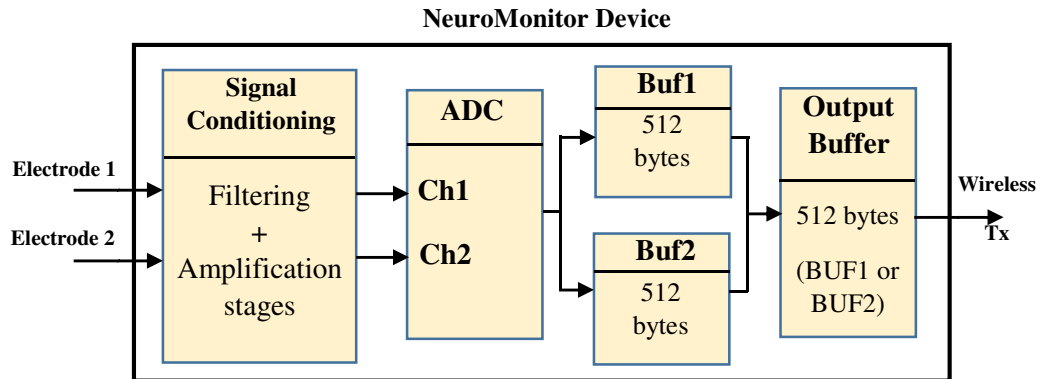 NeuroMonitor Device
Electrode 1
Electrode 2
Signal
Conditioning
Filtering
+
Amplification
stages
ADC
Ch1
Ch2
Buf1
512
bytes
Buf2
512
bytes
Output
Buffer
512 bytes
(BUF1 or
BUF2)
Wireless
Tx